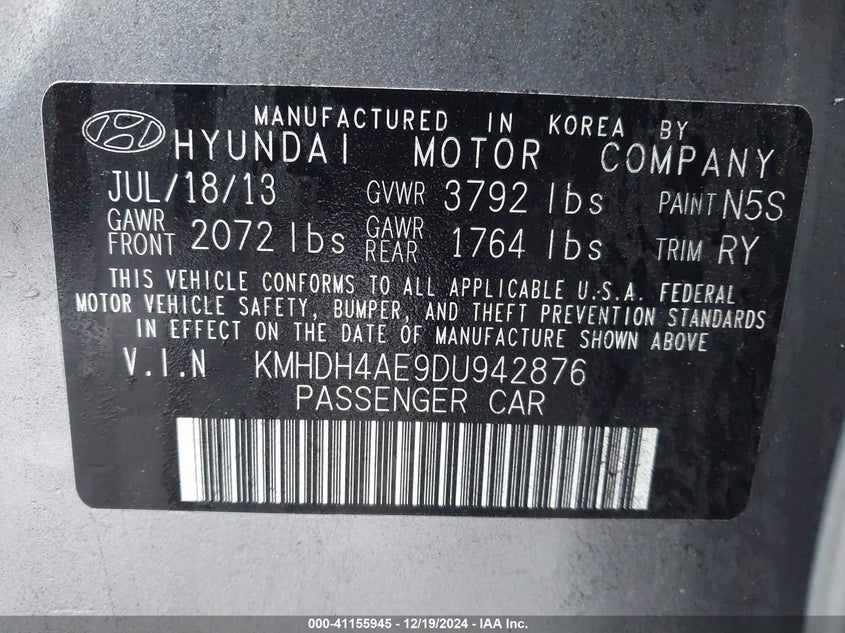 MANUFACTURED IN KOREA BY
HYUNDAI MOTOR COMPANY
JUL/18/13 GVWR 3792 lbs PAINT N5S
GAWR FRONT 2072 lbs GAWR REAR 1764 lbs TRIM RY
THIS VEHICLE CONFORMS TO ALL APPLICABLE U.S.A. FEDERAL
MOTOR VEHICLE SAFETY, BUMPER, AND THEFT PREVENTION STANDARDS
IN EFFECT ON THE DATE OF MANUFACTURE SHOWN ABOVE.
V.I.N KMHDH4AE9DU942876
PASSENGER CAR
000-41155945 - 12/19/2024 - IAA Inc.